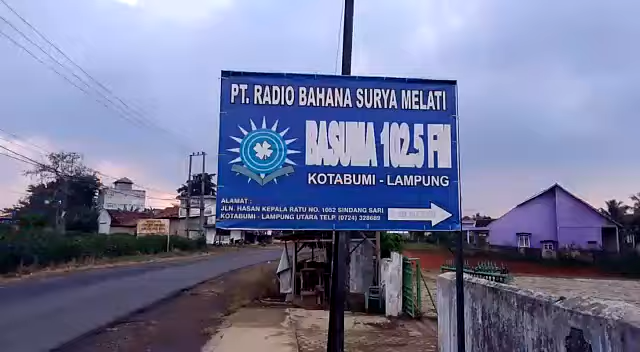 PT. RADIO BAHANA SURYA MELATI
BASUMA 102.5 FM
KOTABUMI - LAMPUNG
ALAMAT :
JLN. HASAN KEPALA RATU NO. 1052 SINDANG SARI
KOTABUMI - LAMPUNG UTARA TELP. (0724) 328689